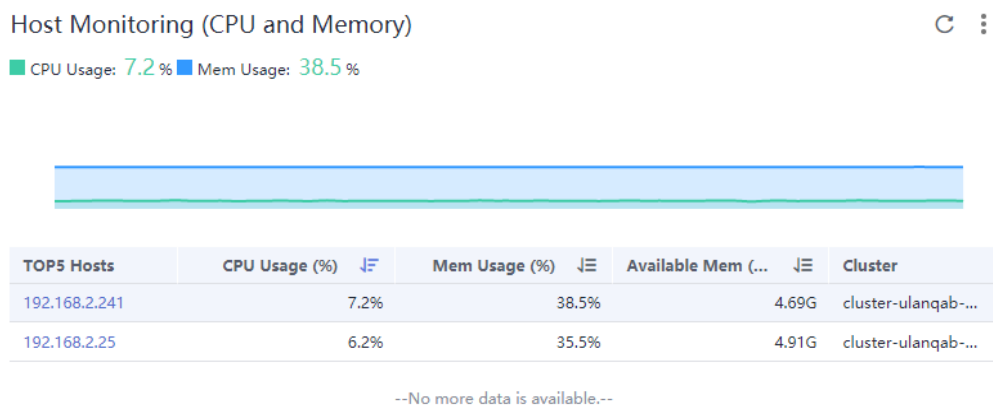 Host Monitoring (CPU and Memory)
CPU Usage: 7.2 % Mem Usage: 38.5 %
TOP5 Hosts CPU Usage (%) Mem Usage (%) Available Mem (... Cluster
192.168.2.241 7.2% 38.5% 4.69G cluster-ulanqab-...
192.168.2.25 6.2% 35.5% 4.91G cluster-ulanqab-...
--No more data is available.--